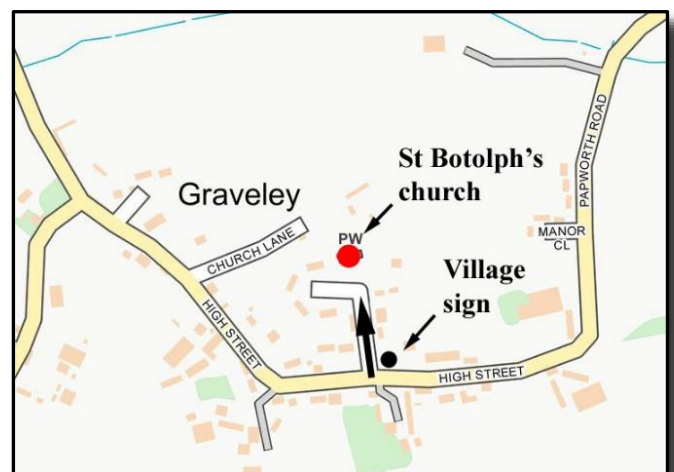 St Botolph's
church
Graveley
PW
CHURCH LANE
HIGH STREET
Village
sign
HIGH STREET
MANOR
CL
PAPWORTH ROAD